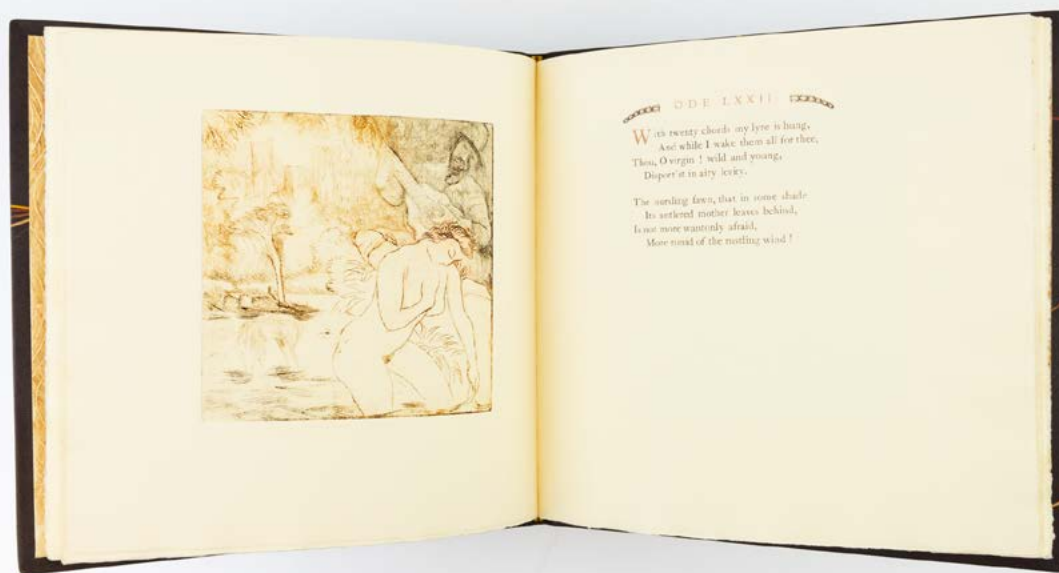 ODE LXXII
With twenty chords my lyre is hung,
And while I wake them all for thee,
Thou, O virgin ! wild and young,
Disport'st in airy levity.
The nursling fawn, that in some shade
Its antlered mother leaves behind,
Is not more wantonly afraid,
More timid of the rustling wind !